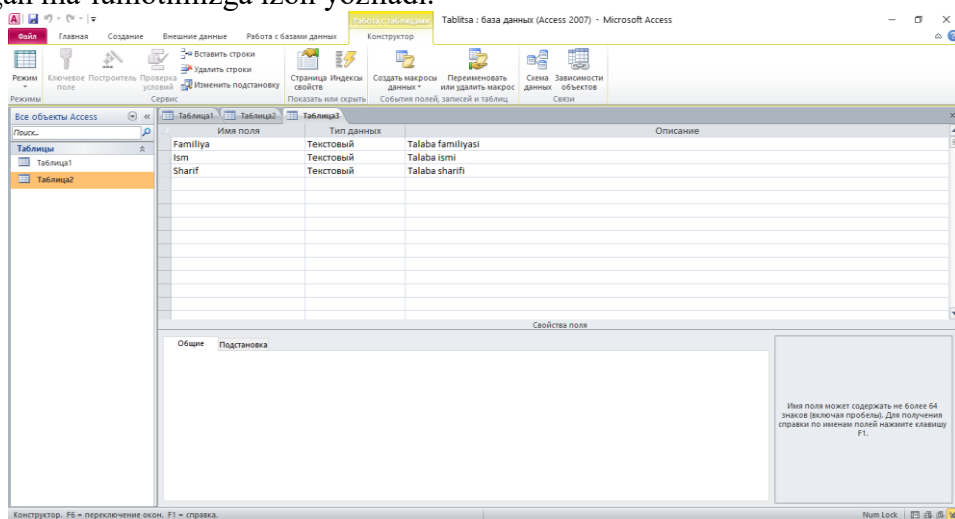 Работа с таблицами Tablitsa : база данных (Access 2007) - Microsoft Access
Файл Главная Создание Внешние данные Работа с базами данных Конструктор
Режим
Ключевое поле
Построитель
Проверка условий
Вставить строки
Удалить строки
Изменить подстановку
Страница свойств
Индексы
Создать макросы данных
Переименовать или удалить макрос
Схема данных
Зависимости объектов
Режимы Сервис Показать или скрыть События полей, записей и таблиц Связи
Все объекты Access
Поиск...
Таблицы
Таблица1
Таблица2
Таблица1 Таблица2 Таблица3
Имя поля Тип данных Описание
Familiya Текстовый Talaba familiyasi
Ism Текстовый Talaba ismi
Sharif Текстовый Talaba sharifi
Свойства поля
Общие Подстановка
Имя поля может содержать не более 64
знаков (включая пробелы). Для получения
справки по именам полей нажмите клавишу
F1.
Конструктор. F6 = переключение окон. F1 = справка. Num Lock